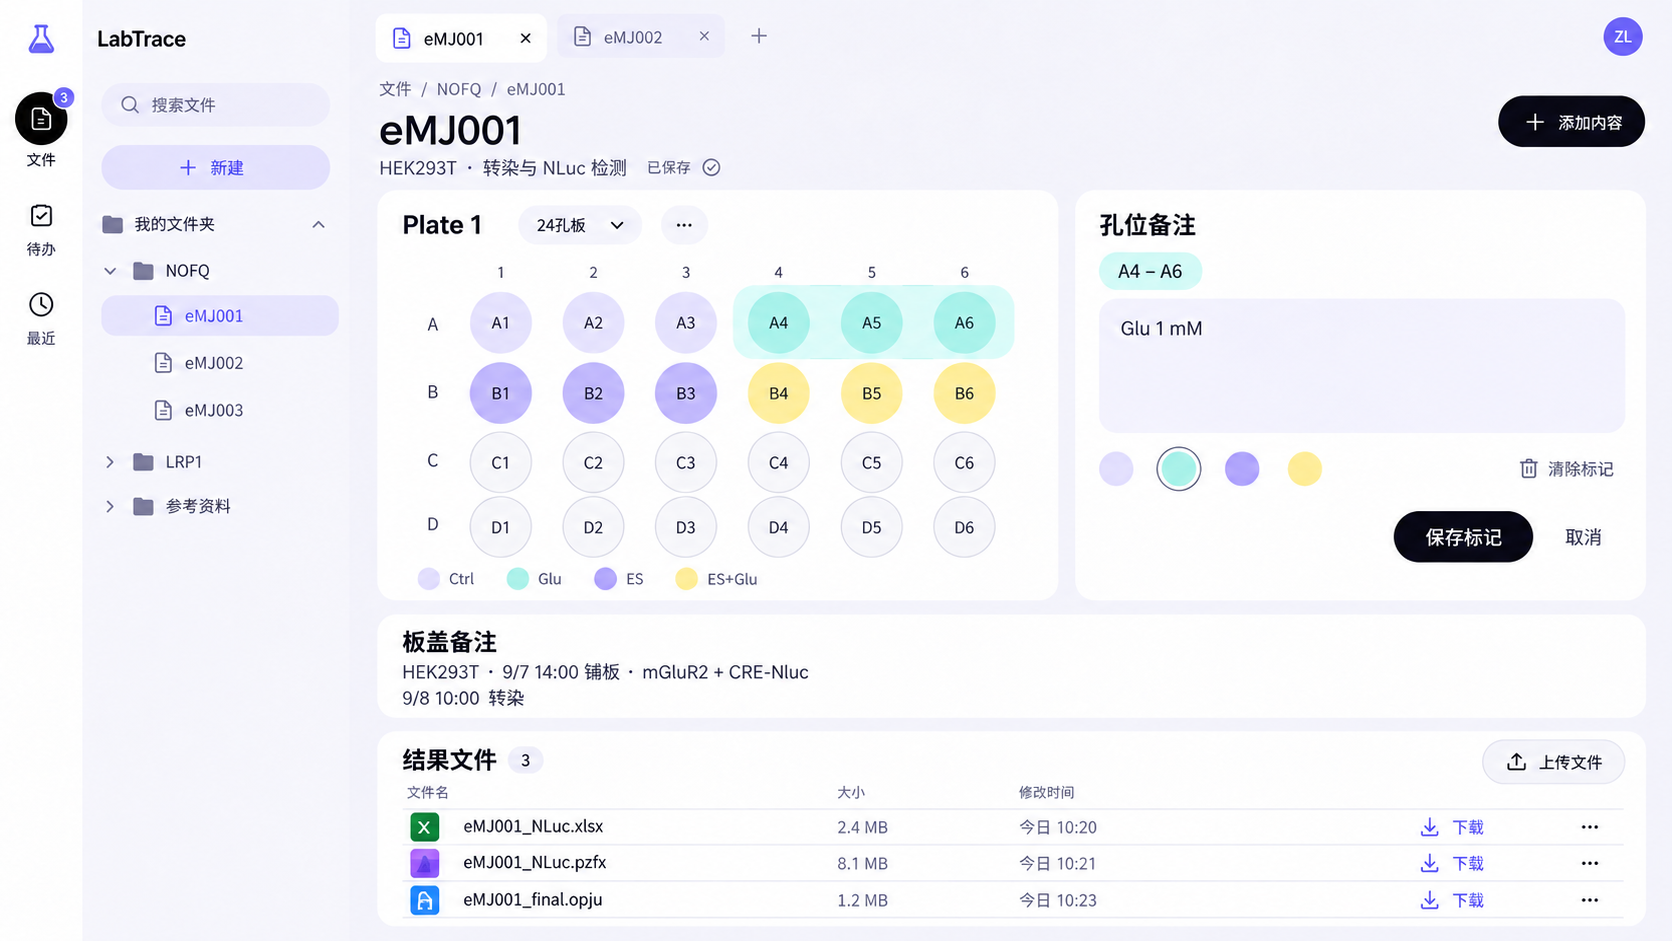 LabTrace
搜索文件
+ 新建
3
文件
待办
最近
我的文件夹
NOFQ
eMJ001
eMJ002
eMJ003
LRP1
参考资料
eMJ001 ×
eMJ002 ×
+
ZL
文件 / NOFQ / eMJ001
eMJ001
HEK293T · 转染与 NLuc 检测 已保存
+ 添加内容
Plate 1 24孔板 ···
1 2 3 4 5 6
A A1 A2 A3 A4 A5 A6
B B1 B2 B3 B4 B5 B6
C C1 C2 C3 C4 C5 C6
D D1 D2 D3 D4 D5 D6
Ctrl Glu ES ES+Glu
孔位备注
A4 – A6
Glu 1 mM
清除标记
保存标记 取消
板盖备注
HEK293T · 9/7 14:00 铺板 · mGluR2 + CRE-Nluc
9/8 10:00 转染
结果文件 3
上传文件
文件名 大小 修改时间
X eMJ001_NLuc.xlsx 2.4 MB 今日 10:20 下载 ···
eMJ001_NLuc.pzfx 8.1 MB 今日 10:21 下载 ···
eMJ001_final.opju 1.2 MB 今日 10:23 下载 ···